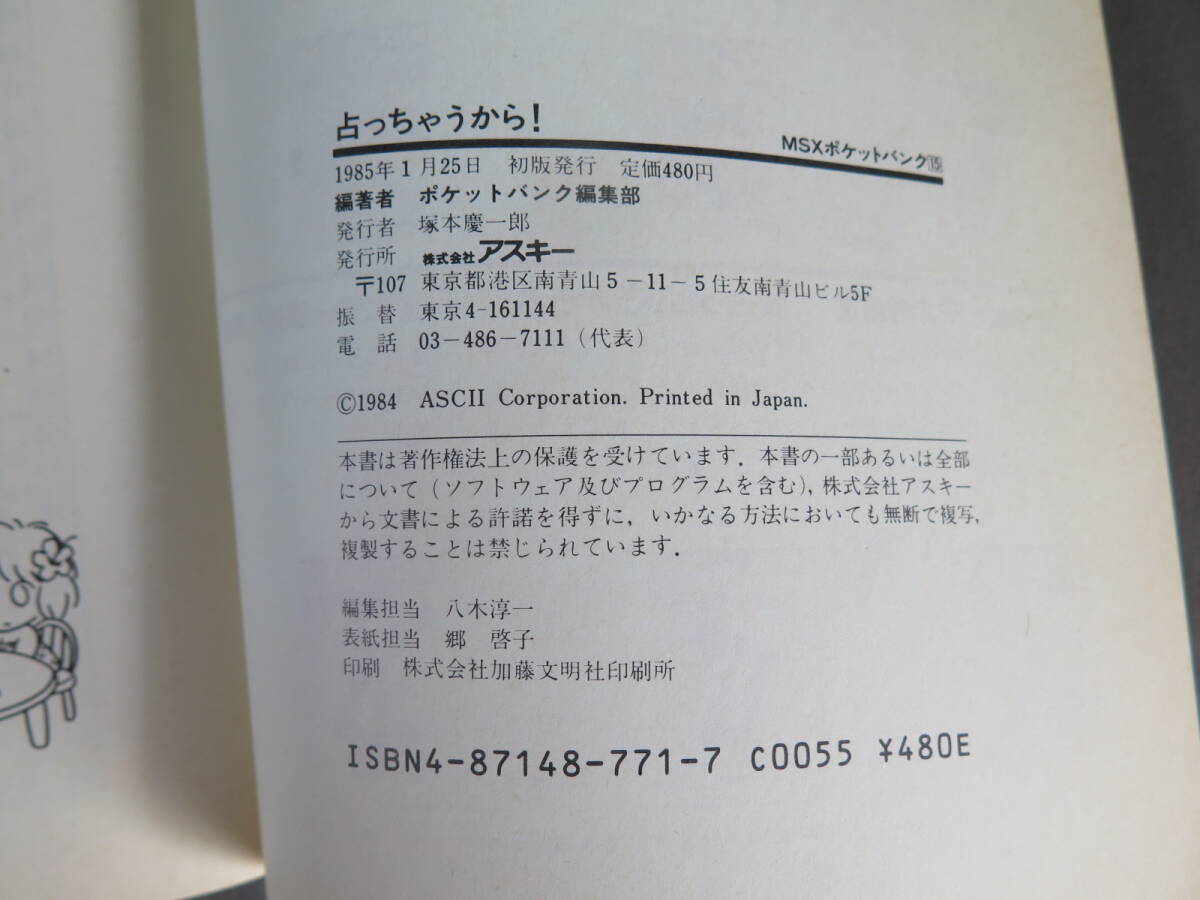 占っちゃうから!
MSXポケットバンク⑮
1985年1月25日 初版発行 定価480円
編著者 ポケットバンク編集部
発行者 塚本慶一郎
発行所 株式会社アスキー
〒107 東京都港区南青山5-11-5住友南青山ビル5F
振替 東京4-161144
電話 03-486-7111(代表)
©1984 ASCII Corporation. Printed in Japan.
本書は著作権法上の保護を受けています.本書の一部あるいは全部
について(ソフトウェア及びプログラムを含む),株式会社アスキー
から文書による許諾を得ずに,いかなる方法においても無断で複写,
複製することは禁じられています.
編集担当 八木淳一
表紙担当 郷 啓子
印刷 株式会社加藤文明社印刷所
ISBN4-87148-771-7 C0055 ¥480E